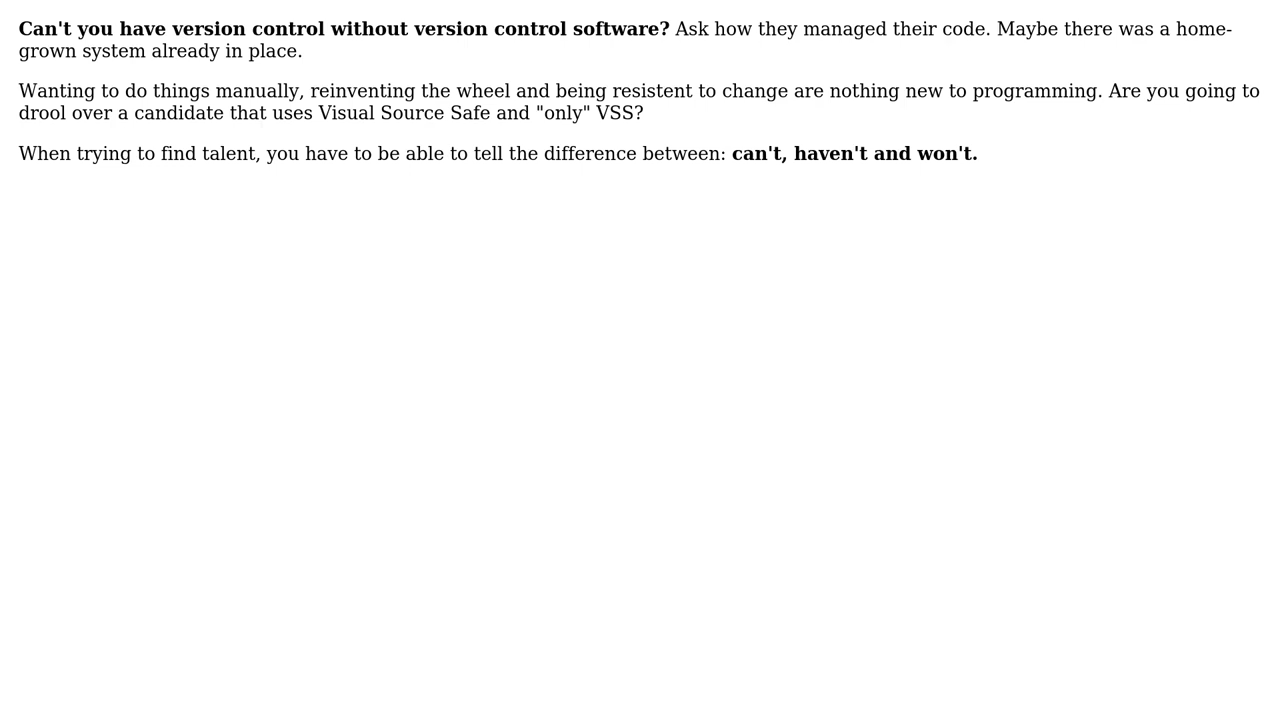 Can't you have version control without version control software? Ask how they managed their code. Maybe there was a home-
grown system already in place.
Wanting to do things manually, reinventing the wheel and being resistent to change are nothing new to programming. Are you going to
drool over a candidate that uses Visual Source Safe and "only" VSS?
When trying to find talent, you have to be able to tell the difference between: can't, haven't and won't.